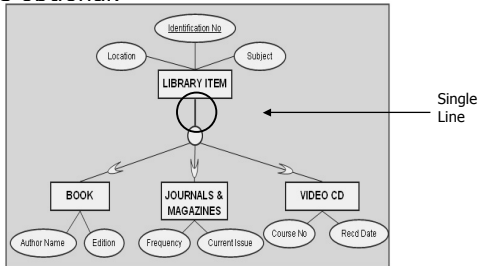 Identification No
Location
Subject
LIBRARY ITEM
Single
Line
BOOK
JOURNALS &
MAGAZINES
VIDEO CD
Author Name
Edition
Frequency
Current Issue
Course No
Recd Date